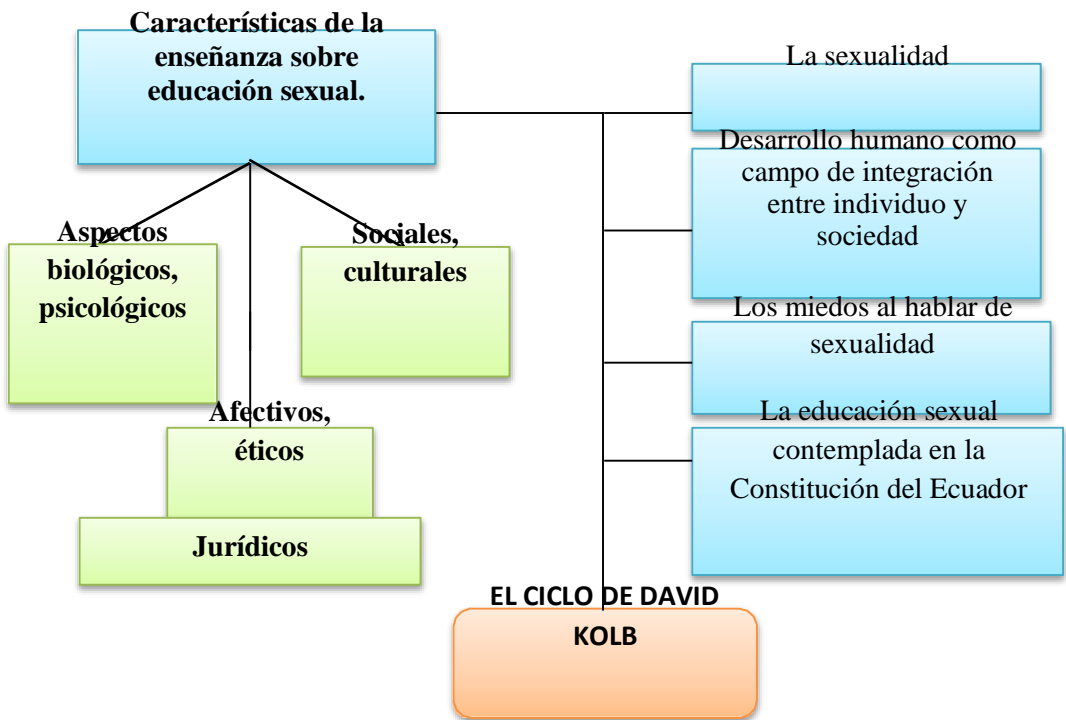 Características de la
enseñanza sobre
educación sexual.
Aspectos
biológicos,
psicológicos
Sociales,
culturales
Afectivos,
éticos
Jurídicos
La sexualidad
Desarrollo humano como
campo de integración
entre individuo y
sociedad
Los miedos al hablar de
sexualidad
La educación sexual
contemplada en la
Constitución del Ecuador
EL CICLO DE DAVID
KOLB